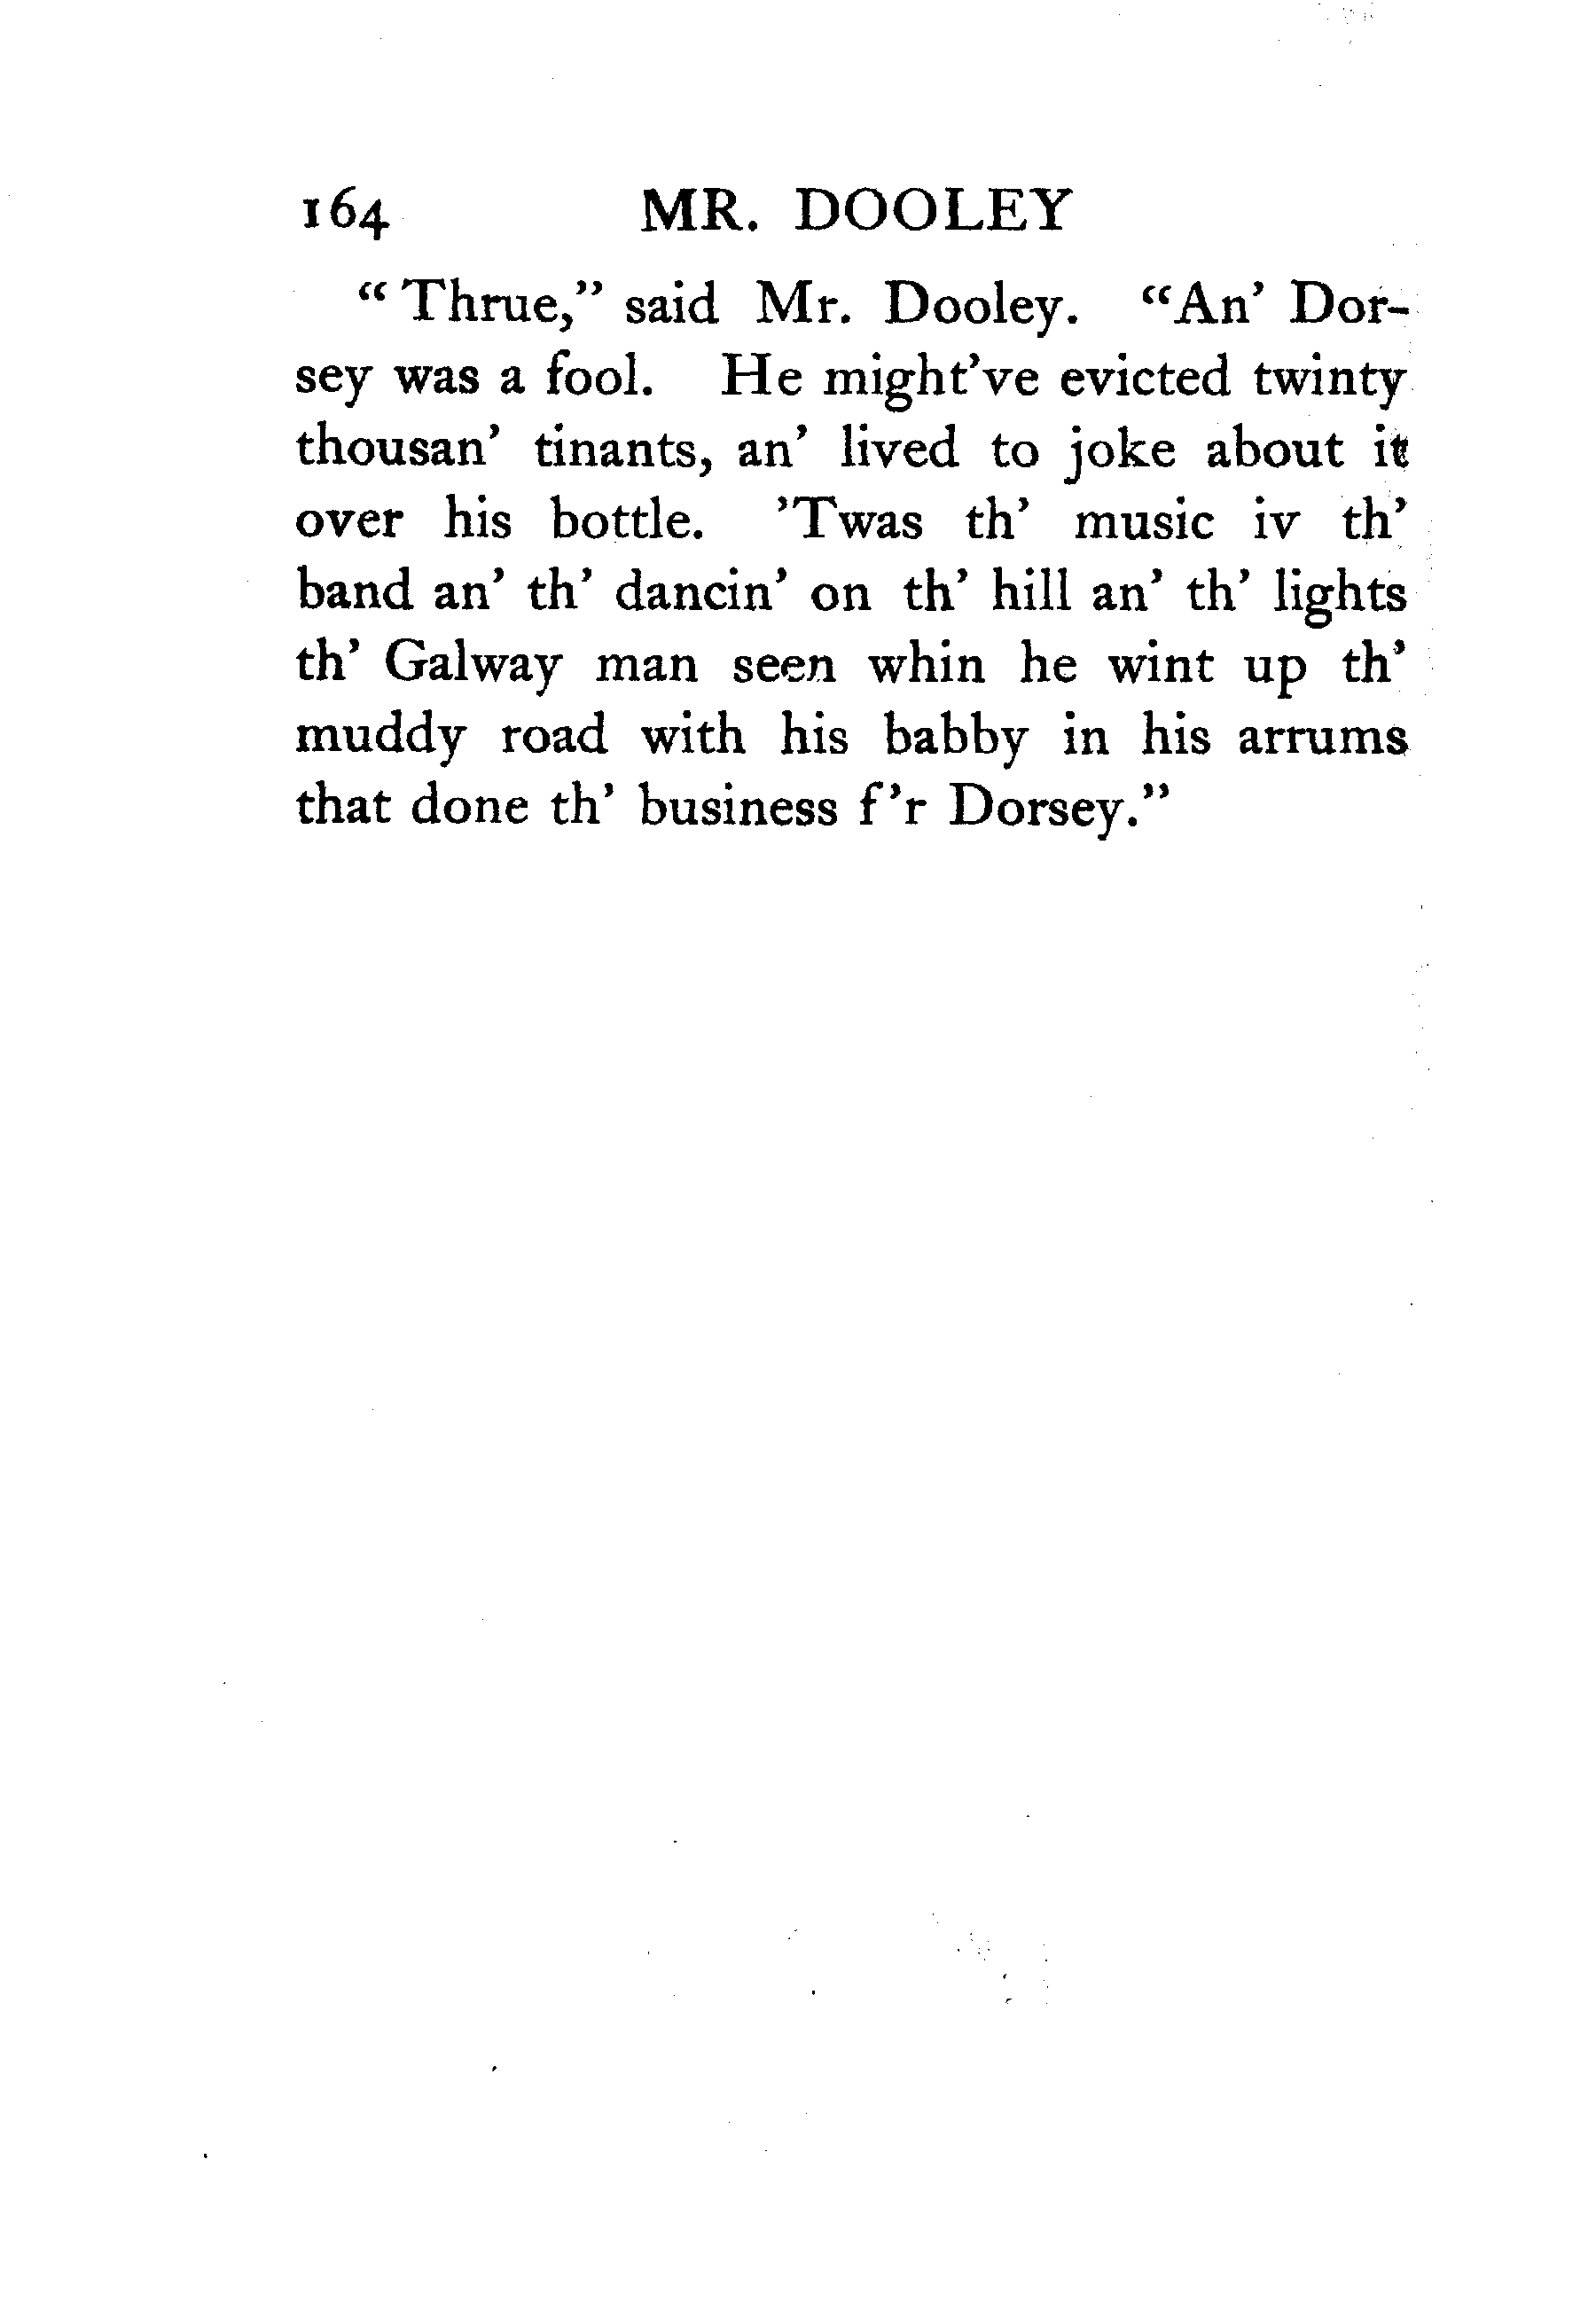 164 MR. DOOLEY
“Thrue,” said Mr. Dooley. “An’ Dor-
sey was a fool. He might’ve evicted twinty
thousan’ tinants, an’ lived to joke about it
over his bottle. ’Twas th’ music iv th’
band an’ th’ dancin’ on th’ hill an’ th’ lights
th’ Galway man seen whin he wint up th’
muddy road with his babby in his arrums
that done th’ business f’r Dorsey.”